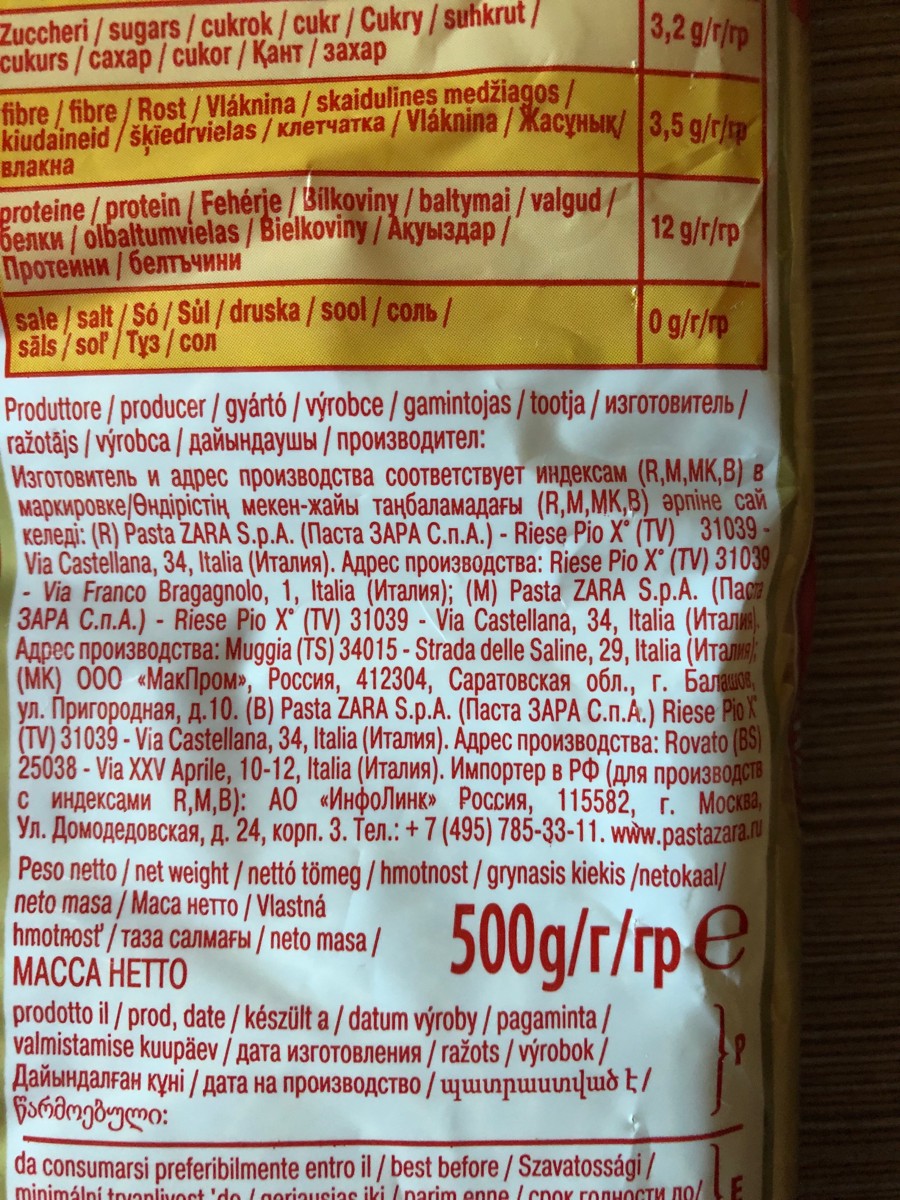 Zuccheri / sugars / cukrok / cukr / Cukry / suhkrut /
cukurs / сахар / cukor / Қант / захар
3,2 g/г/гр
fibre / fibre / Rost / Vláknina / skaidulines medžiagos /
kiudaineid / šķiedrvielas / клетчатка / Vláknina / Жасұнық/
влакна
3,5 g/г/гр
proteine / protein / Fehérje / Bílkoviny / baltymai / valgud /
белки / olbaltumvielas / Bielkoviny / Ақуыздар /
Протеини / белтъчини
12 g/г/гр
sale / salt / Só / Sůl / druska / sool / соль /
sāls / soľ / Тұз / сол
0 g/г/гр
Produttore / producer / gyártó / výrobce / gamintojas / tootja / изготовитель /
ražotājs / výrobca / дайындаушы / производител:
Изготовитель и адрес производства соответствует индексам (R,M,MK,B) в
маркировке/Өндірістің мекен-жайы таңбаламадағы (R,M,MK,B) әрпіне сай
келеді: (R) Pasta ZARA S.p.A. (Паста ЗАРА С.п.А.) - Riese Pio X° (TV) 31039 -
Via Castellana, 34, Italia (Италия). Адрес производства: Riese Pio X° (TV) 31039
- Via Franco Bragagnolo, 1, Italia (Италия); (M) Pasta ZARA S.p.A. (Паста
ЗАРА С.п.А.) - Riese Pio X° (TV) 31039 - Via Castellana, 34, Italia (Италия).
Адрес производства: Muggia (TS) 34015 - Strada delle Saline, 29, Italia (Италия);
(MK) ООО «МакПром», Россия, 412304, Саратовская обл., г. Балашов,
ул. Пригородная, д.10. (B) Pasta ZARA S.p.A. (Паста ЗАРА С.п.А.) Riese Pio X°
(TV) 31039 - Via Castellana, 34, Italia (Италия). Адрес производства: Rovato (BS)
25038 - Via XXV Aprile, 10-12, Italia (Италия). Импортер в РФ (для производств
с индексами R,M,B): АО «ИнфоЛинк» Россия, 115582, г. Москва,
Ул. Домодедовская, д. 24, корп. 3. Тел.: + 7 (495) 785-33-11. www.pastazara.ru
Peso netto / net weight / nettó tömeg / hmotnost / grynasis kiekis /netokaal/
neto masa / Маса нетто / Vlastná
hmotnosť / таза салмағы / neto masa /
МАССА НЕТТО
500g/г/гр e
prodotto il / prod, date / készült a / datum výroby / pagaminta /
valmistamise kuupäev / дата изготовления / ražots / výrobok /
Дайындалған күні / дата на производство / պատրաստված է /
წარმოებული:
P
da consumarsi preferibilmente entro il / best before / Szavatossági /
minimální trvanlivost 'do / geriausias iki / parim enne / срок годности до/
E